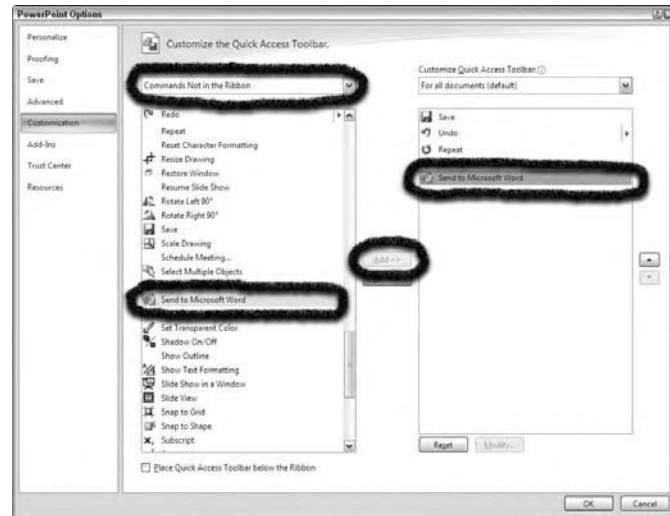 PowerPoint Options
Personalize
Proofing
Save
Advanced
Customization
Add-Ins
Trust Center
Resources
Customize the Quick Access Toolbar.
Commands Not in the Ribbon
Redo
Repeat
Reset Character Formatting
Resize Drawing
Restore Window
Resume Slide Show
Rotate Left 90°
Rotate Right 90°
Save
Scale Drawing
Schedule Meeting...
Select Multiple Objects
Send to Microsoft Word
Set Transparent Color
Shadow On/Off
Show Outline
Show Text Formatting
Slide Show in a Window
Slide View
Snap to Grid
Snap to Shape
Subscript
Place Quick Access Toolbar below the Ribbon
Add >>
Customize Quick Access Toolbar:
For all documents (default)
Save
Undo
Repeat
Send to Microsoft Word
Reset
Modify...
OK
Cancel